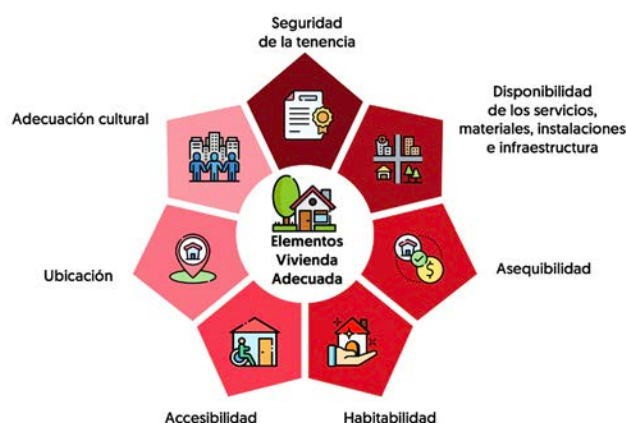 Seguridad
de la tenencia
Disponibilidad
de los servicios,
materiales, instalaciones
e infraestructura
Asequibilidad
Habitabilidad
Accesibilidad
Ubicación
Adecuación cultural
Elementos
Vivienda
Adecuada
$